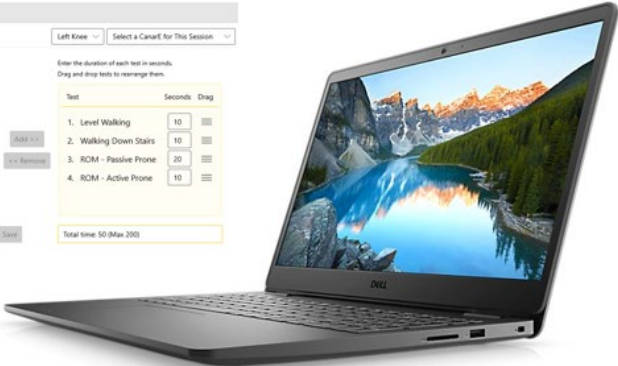 Left Knee Select a CanarE for This Session
Enter the duration of each test in seconds.
Drag and drop tests to rearrange them.
Test Seconds Drag
1. Level Walking 10
2. Walking Down Stairs 10
Add >>
3. ROM - Passive Prone 20
<< Remove
4. ROM - Active Prone 10
Save
Total time: 50 (Max 200)
DELL